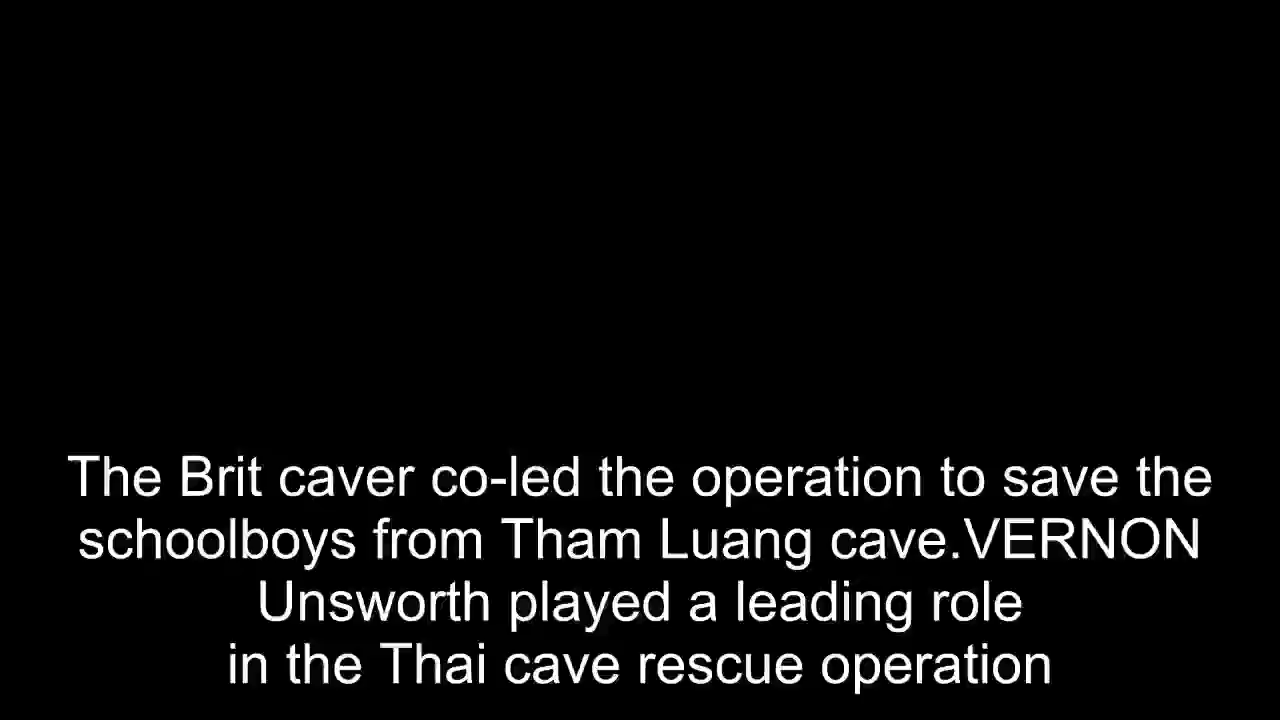 The Brit caver co-led the operation to save the
schoolboys from Tham Luang cave.VERNON
Unsworth played a leading role
in the Thai cave rescue operation